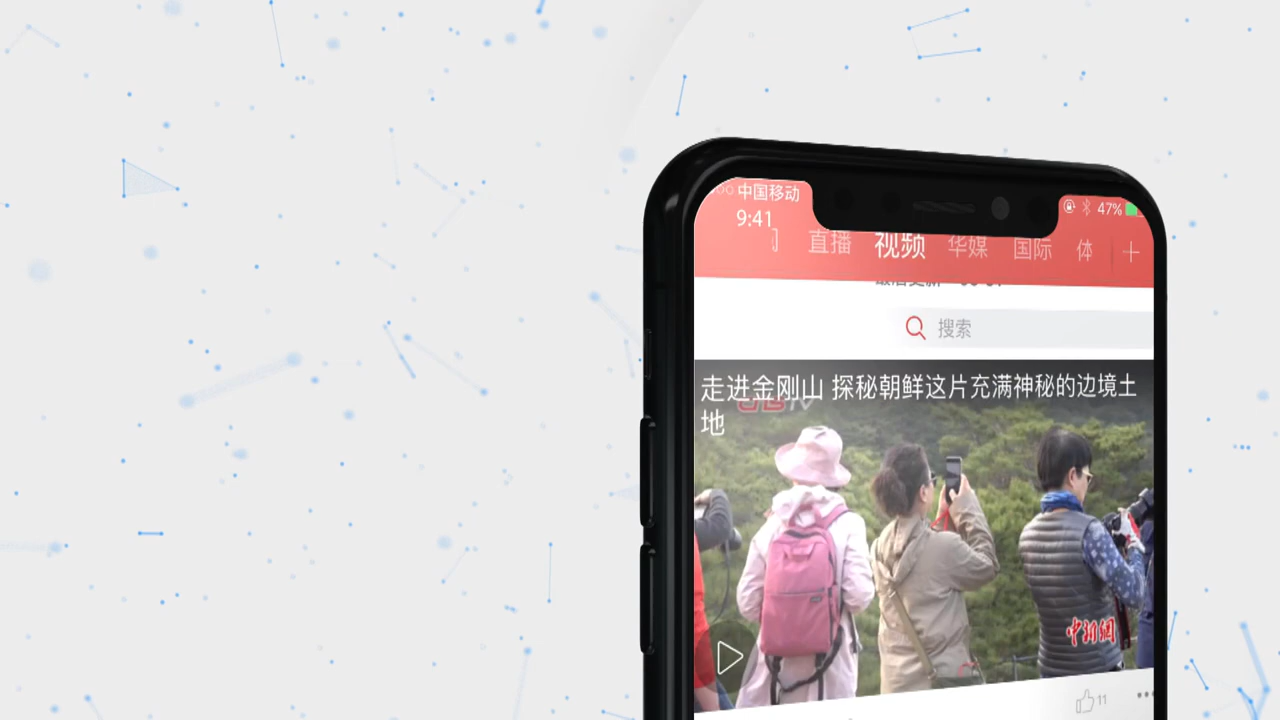 中国移动
47%
9:41
直播 视频 华媒 国际 体
搜索
走进金刚山 探秘朝鲜这片充满神秘的边境土
地
中新網
11